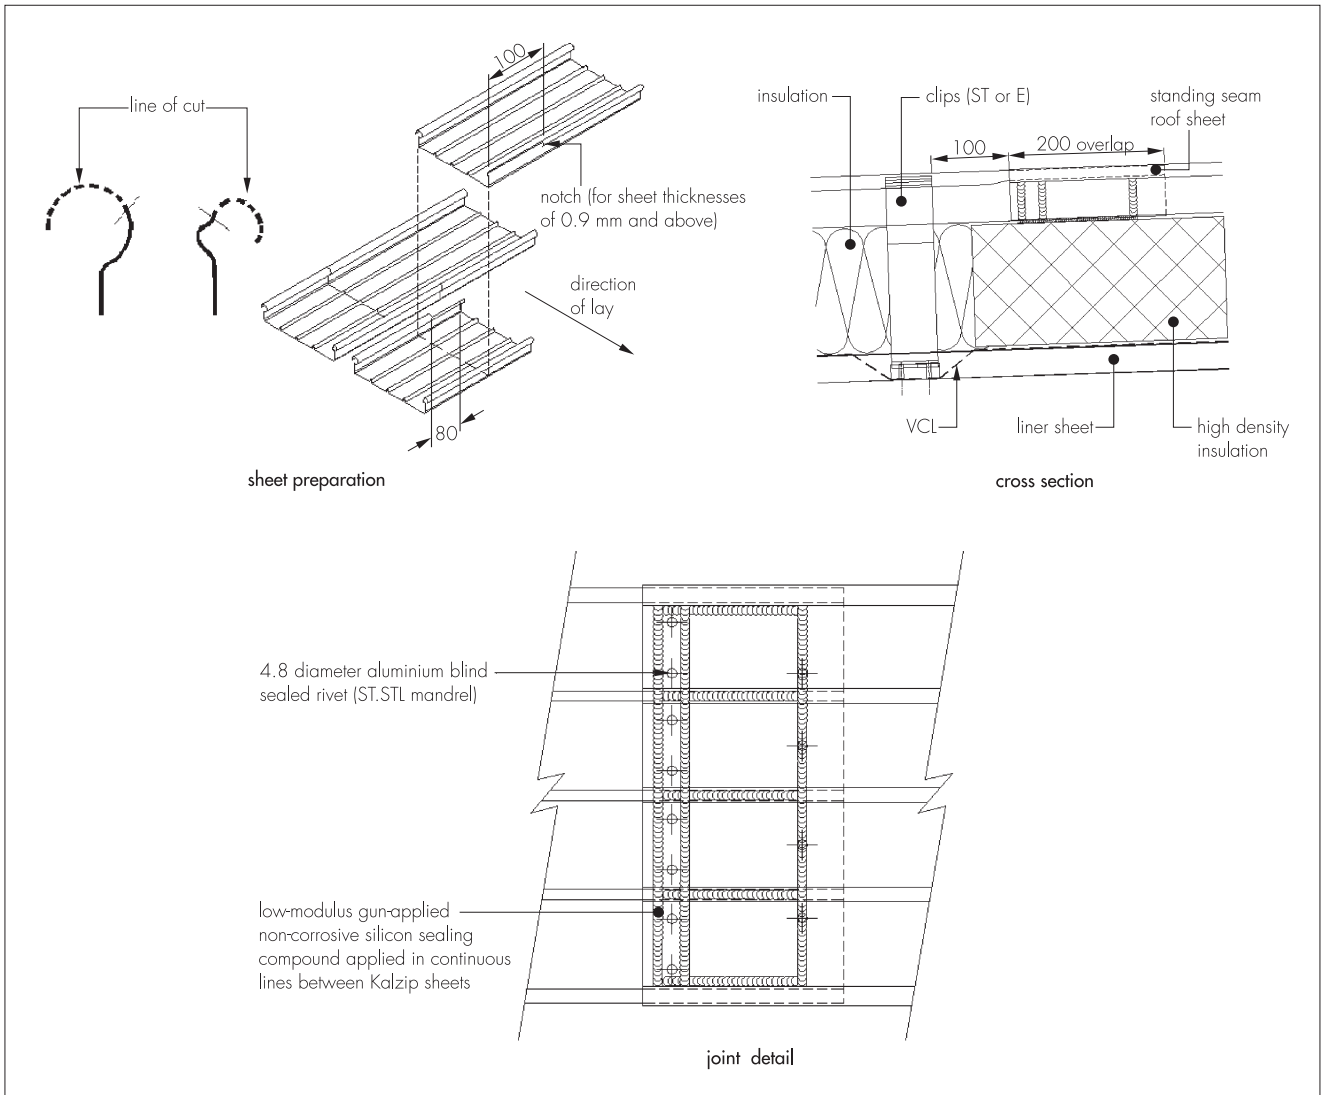 line of cut
100
notch (for sheet thicknesses
of 0.9 mm and above)
direction
of lay
80
sheet preparation
insulation
clips (ST or E)
standing seam
roof sheet
100
200 overlap
VCL
liner sheet
high density
insulation
cross section
4.8 diameter aluminium blind
sealed rivet (ST.STL mandrel)
low-modulus gun-applied
non-corrosive silicon sealing
compound applied in continuous
lines between Kalzip sheets
joint detail